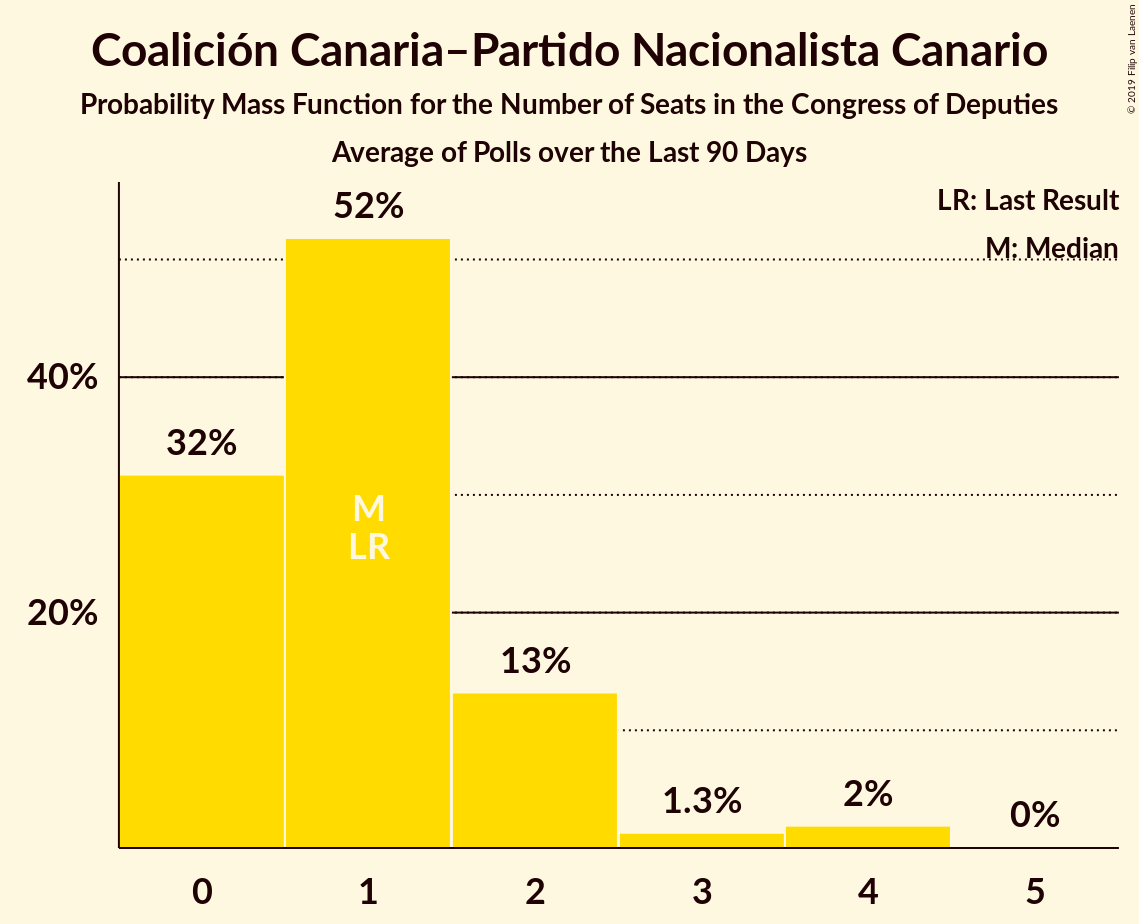 Coalición Canaria–Partido Nacionalista Canario
Probability Mass Function for the Number of Seats in the Congress of Deputies
Average of Polls over the Last 90 Days
© 2019 Filip van Laenen
LR: Last Result
M: Median
52%
40%
32%
M
LR
20%
13%
1.3%
2%
0%
0
1
2
3
4
5